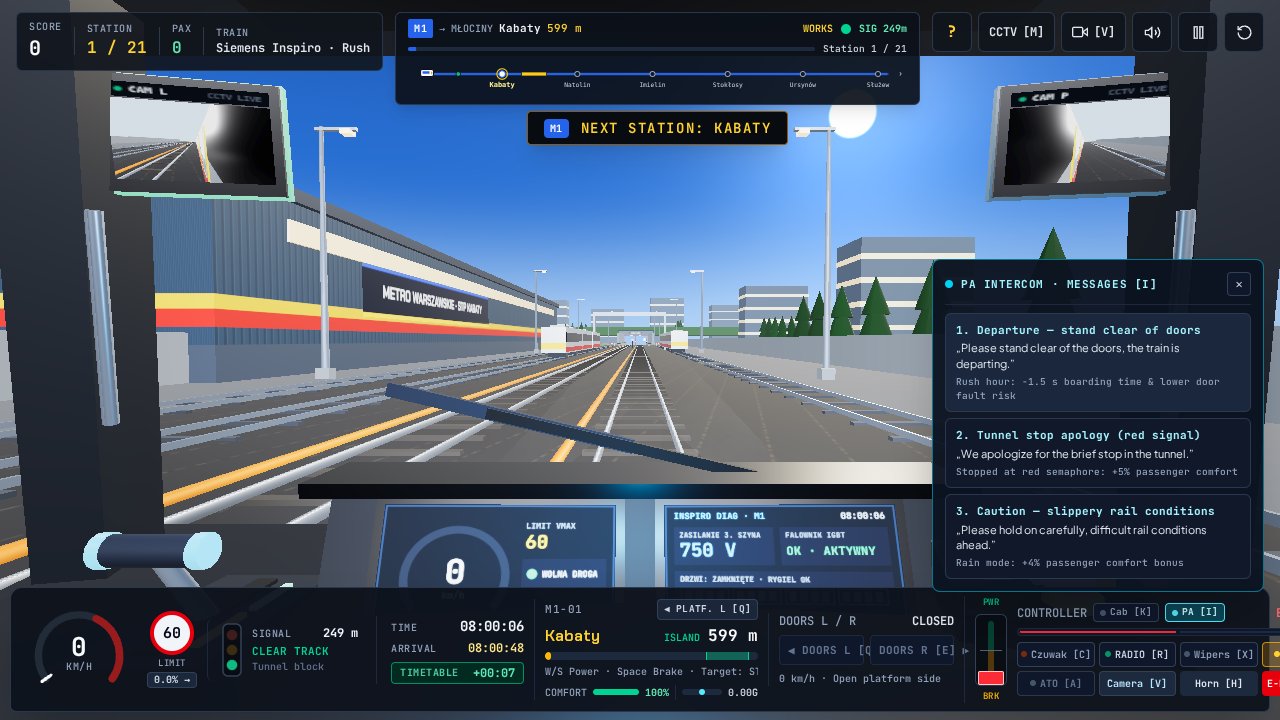 SCORE
0
STATION
1 / 21
PAX
0
TRAIN
Siemens Inspiro · Rush
M1 → MŁOCINY Kabaty 599 m
WORKS SIG 249m
Station 1 / 21
Kabaty Natolin Imielin Stokłosy Ursynów Służew
M1 NEXT STATION: KABATY
?
CCTV [M]
[V]
CAM L
CCTV LIVE
CAM P
CCTV LIVE
METRO WARSZAWSKIE - STP KABATY
PA INTERCOM · MESSAGES [I]
×
1. Departure — stand clear of doors
„Please stand clear of the doors, the train is
departing."
Rush hour: -1.5 s boarding time & lower door
fault risk
2. Tunnel stop apology (red signal)
„We apologize for the brief stop in the tunnel."
Stopped at red semaphore: +5% passenger comfort
3. Caution — slippery rail conditions
„Please hold on carefully, difficult rail conditions
ahead."
Rain mode: +4% passenger comfort bonus
0
km/h
LIMIT VMAX
60
WOLNA DROGA
INSPIRO DIAG · M1
08:00:06
ZASILANIE 3. SZYNA
750 V
FALOWNIK IGBT
OK · AKTYWNY
DRZWI: ZAMKNIĘTE · RYGIEL OK
0
KM/H
60
LIMIT
0.0% →
SIGNAL 249 m
CLEAR TRACK
Tunnel block
TIME 08:00:06
ARRIVAL 08:00:48
TIMETABLE +00:07
M1-01
◀ PLATF. L [Q]
Kabaty ISLAND 599 m
W/S Power · Space Brake · Target:
COMFORT 100% 0.00G
DOORS L / R CLOSED
◀ DOORS L [Q
DOORS R [E] ▶
0 km/h · Open platform side
PWR
BRK
CONTROLLER
Cab [K]
PA [I]
Czuwak [C]
RADIO [R]
Wipers [X]
ATO [A]
Camera [V]
Horn [H]